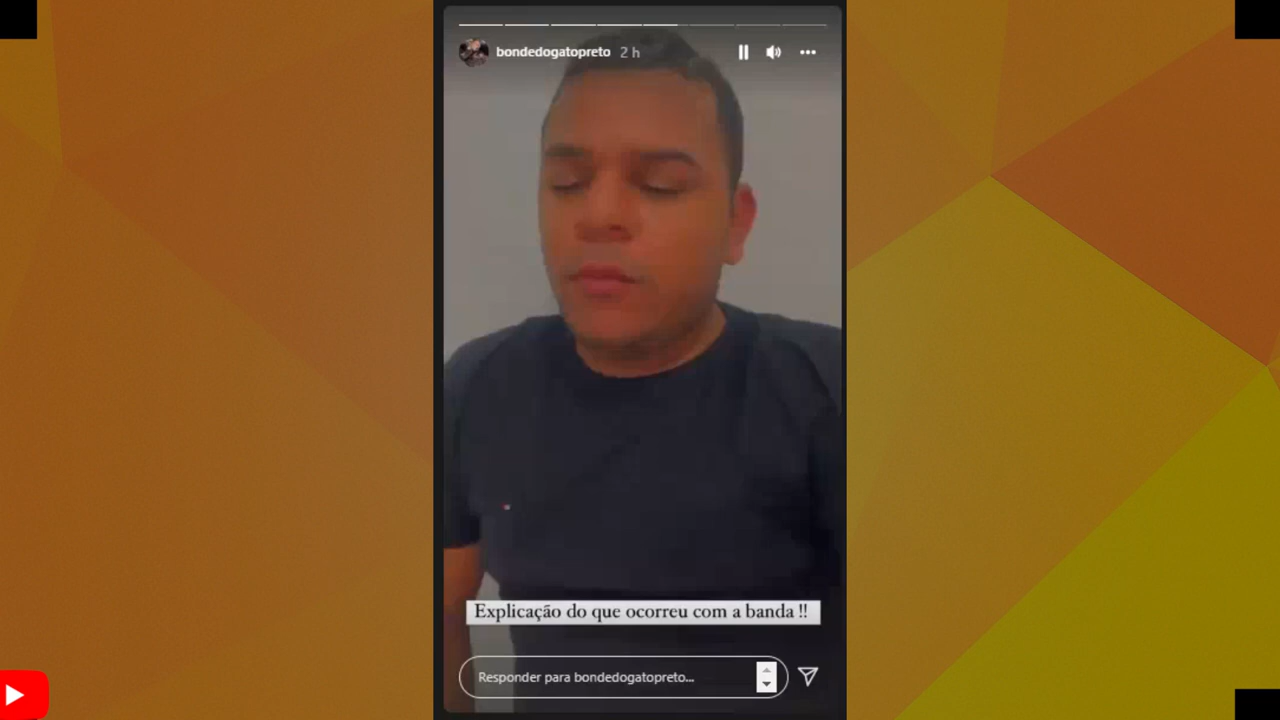 bondedogatopreto 2 h
Explicação do que ocorreu com a banda !!
Responder para bondedogatopreto...